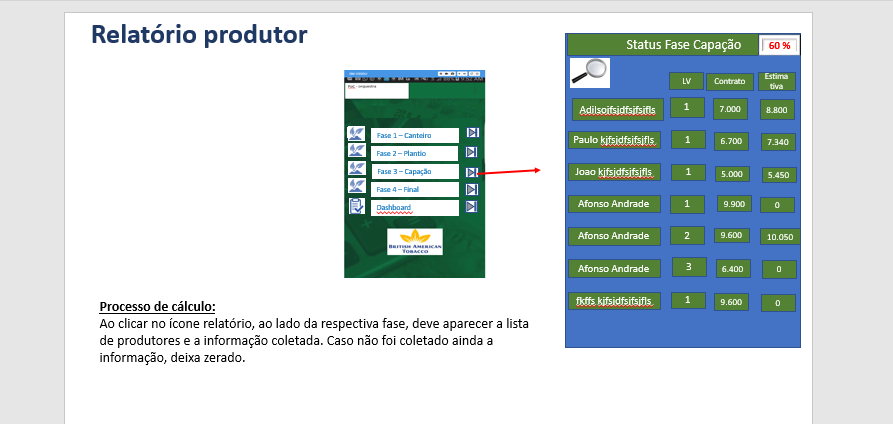 Relatório produtor
Fase 1 – Canteiro
Fase 2 – Plantio
Fase 3 – Capação
Fase 4 – Final
Dashboard
BRITISH AMERICAN
TOBACCO
Status Fase Capação
60 %
LV Contrato Estima
tiva
Adilsojfsjdfsjfsjfls 1 7.000 8.800
Paulo kjfsjdfsjfsjfls 1 6.700 7.340
Joao kjfsjdfsjfsjfls 1 5.000 5.450
Afonso Andrade 1 9.900 0
Afonso Andrade 2 9.600 10.050
Afonso Andrade 3 6.400 0
fkffs kjfsjdfsjfsjfls 1 9.600 0
Processo de cálculo:
Ao clicar no ícone relatório, ao lado da respectiva fase, deve aparecer a lista
de produtores e a informação coletada. Caso não foi coletado ainda a
informação, deixa zerado.